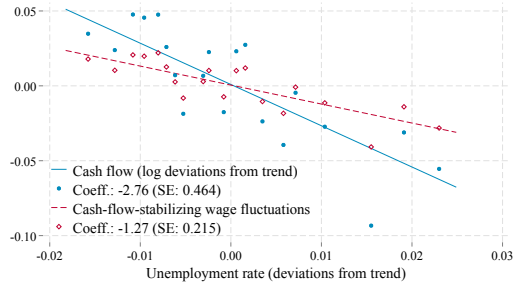 0.05
0.00
-0.05
-0.10
Cash flow (log deviations from trend)
Coeff.: -2.76 (SE: 0.464)
Cash-flow-stabilizing wage fluctuations
Coeff.: -1.27 (SE: 0.215)
-0.02 -0.01 0.00 0.01 0.02 0.03
Unemployment rate (deviations from trend)